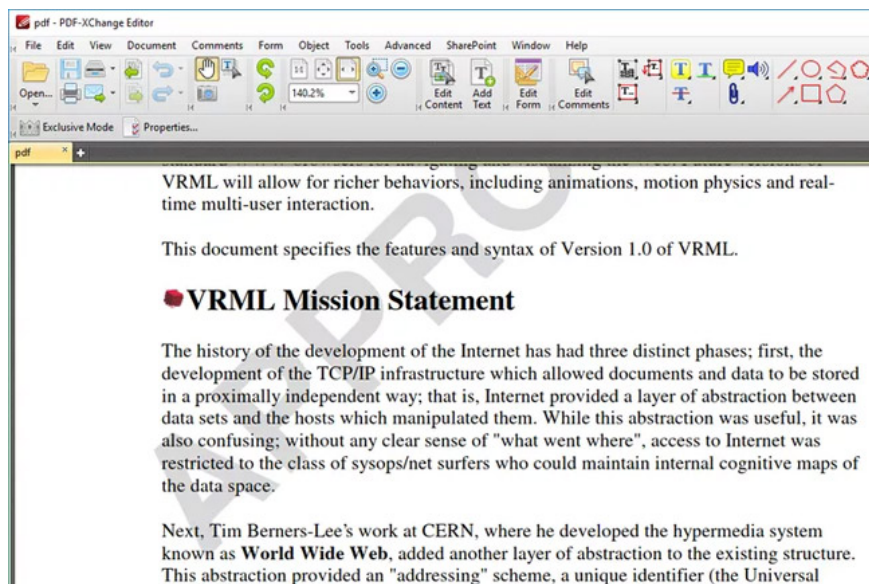 pdf - PDF-XChange Editor
File Edit View Document Comments Form Object Tools Advanced SharePoint Window Help
Open...
140.2%
Edit Content
Add Text
Edit Form
Edit Comments
Exclusive Mode Properties...
pdf
VRML will allow for richer behaviors, including animations, motion physics and real-
time multi-user interaction.
This document specifies the features and syntax of Version 1.0 of VRML.
VRML Mission Statement
The history of the development of the Internet has had three distinct phases; first, the
development of the TCP/IP infrastructure which allowed documents and data to be stored
in a proximally independent way; that is, Internet provided a layer of abstraction between
data sets and the hosts which manipulated them. While this abstraction was useful, it was
also confusing; without any clear sense of "what went where", access to Internet was
restricted to the class of sysops/net surfers who could maintain internal cognitive maps of
the data space.
Next, Tim Berners-Lee's work at CERN, where he developed the hypermedia system
known as World Wide Web, added another layer of abstraction to the existing structure.
This abstraction provided an "addressing" scheme, a unique identifier (the Universal
APPRO